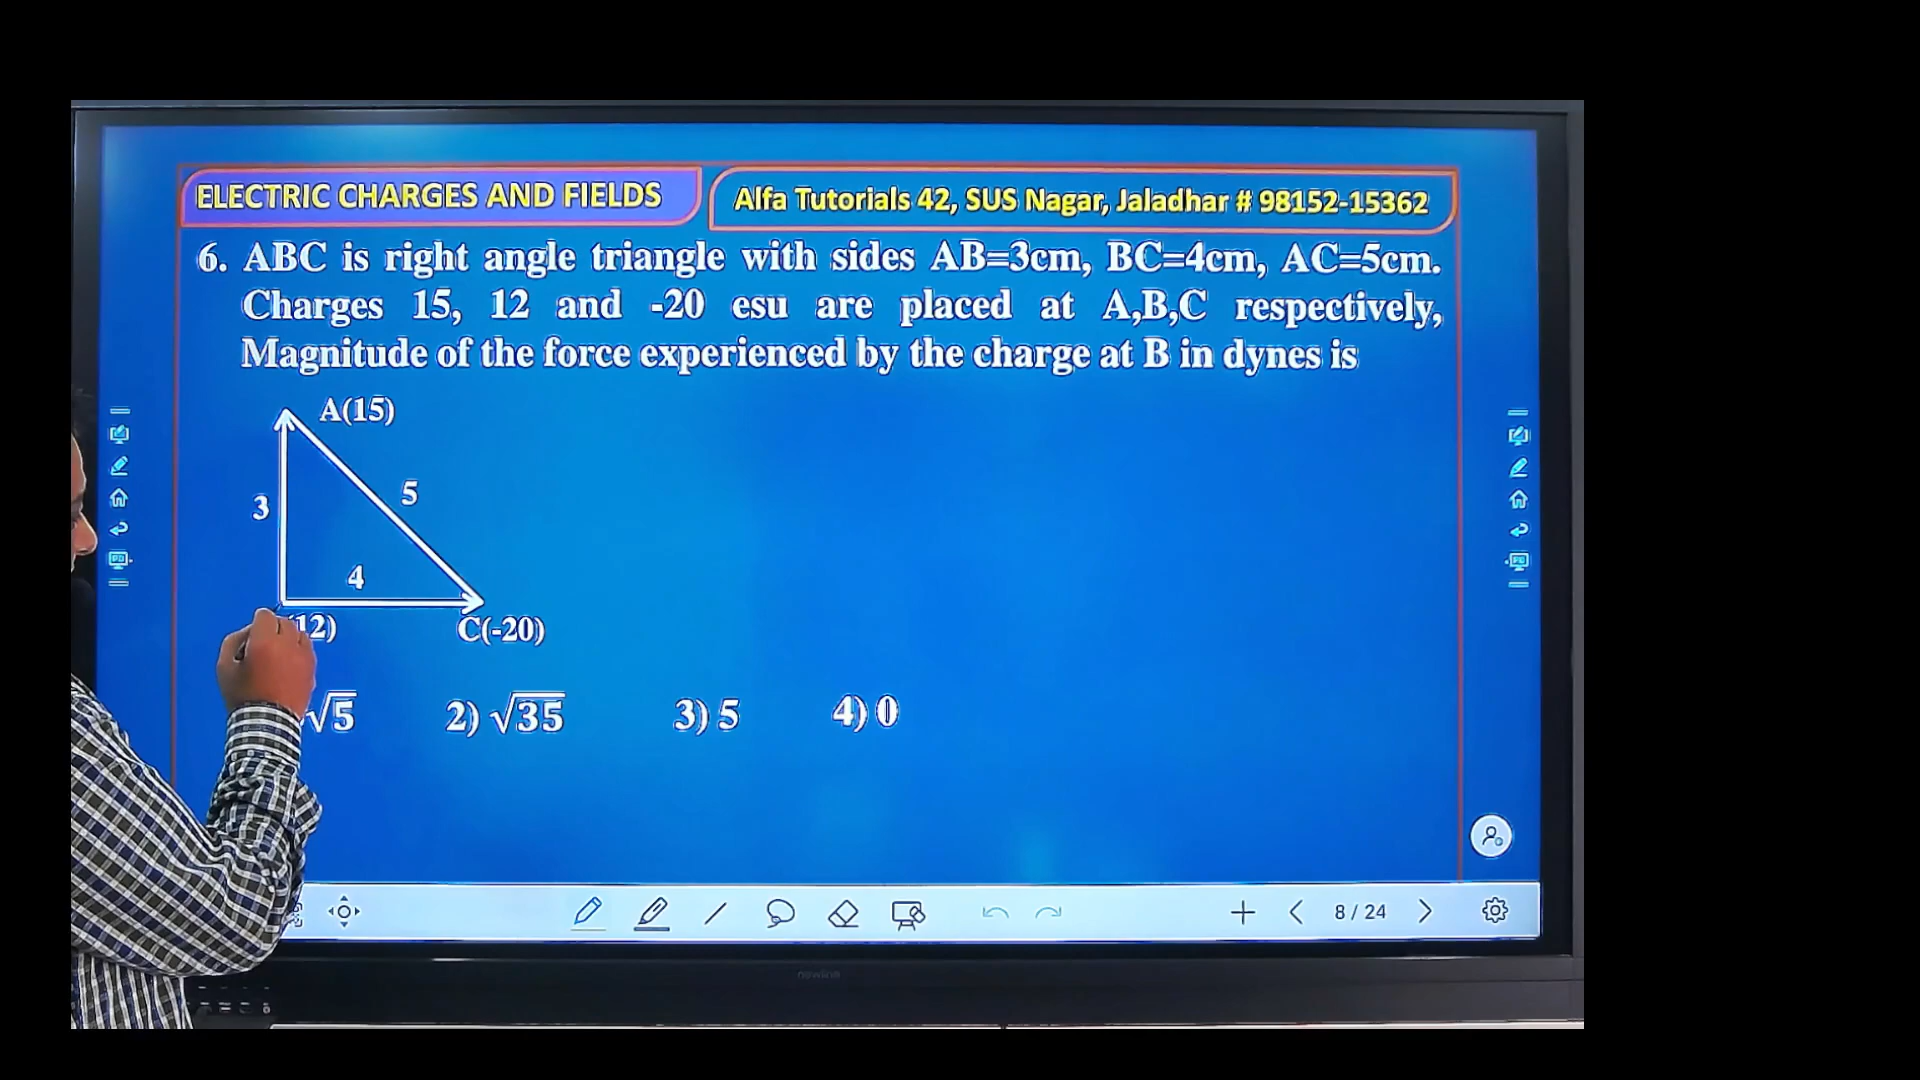 ELECTRIC CHARGES AND FIELDS
Alfa Tutorials 42, SUS Nagar, Jaladhar # 98152-15362
6. ABC is right angle triangle with sides AB=3cm, BC=4cm, AC=5cm.
Charges 15, 12 and -20 esu are placed at A,B,C respectively,
Magnitude of the force experienced by the charge at B in dynes is
A(15)
3
5
4
12)
C(-20)
√5 2) √35 3) 5 4) 0
8 / 24
newline